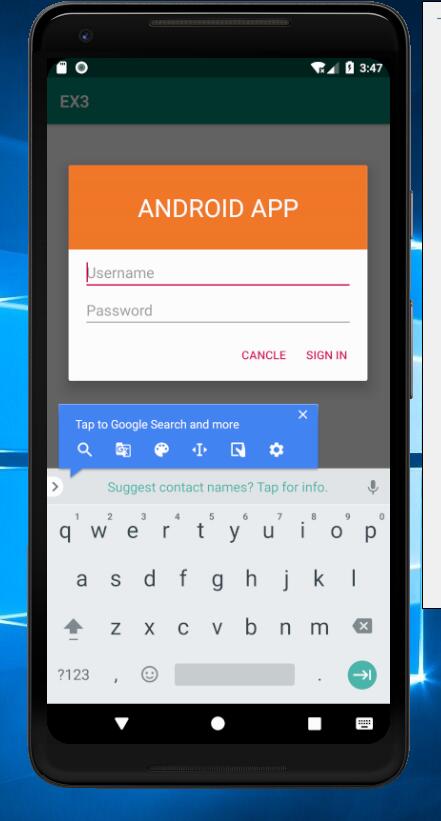 3:47
EX3
ANDROID APP
Username
Password
CANCLE SIGN IN
Tap to Google Search and more
Suggest contact names? Tap for info.
1 2 3 4 5 6 7 8 9 0
q w e r t y u i o p
a s d f g h j k l
z x c v b n m
?123 , .